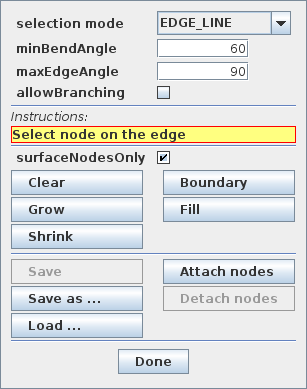 selection mode EDGE_LINE
minBendAngle 60
maxEdgeAngle 90
allowBranching
Instructions:
Select node on the edge
surfaceNodesOnly
Clear Boundary
Grow Fill
Shrink
Save Attach nodes
Save as ... Detach nodes
Load ...
Done